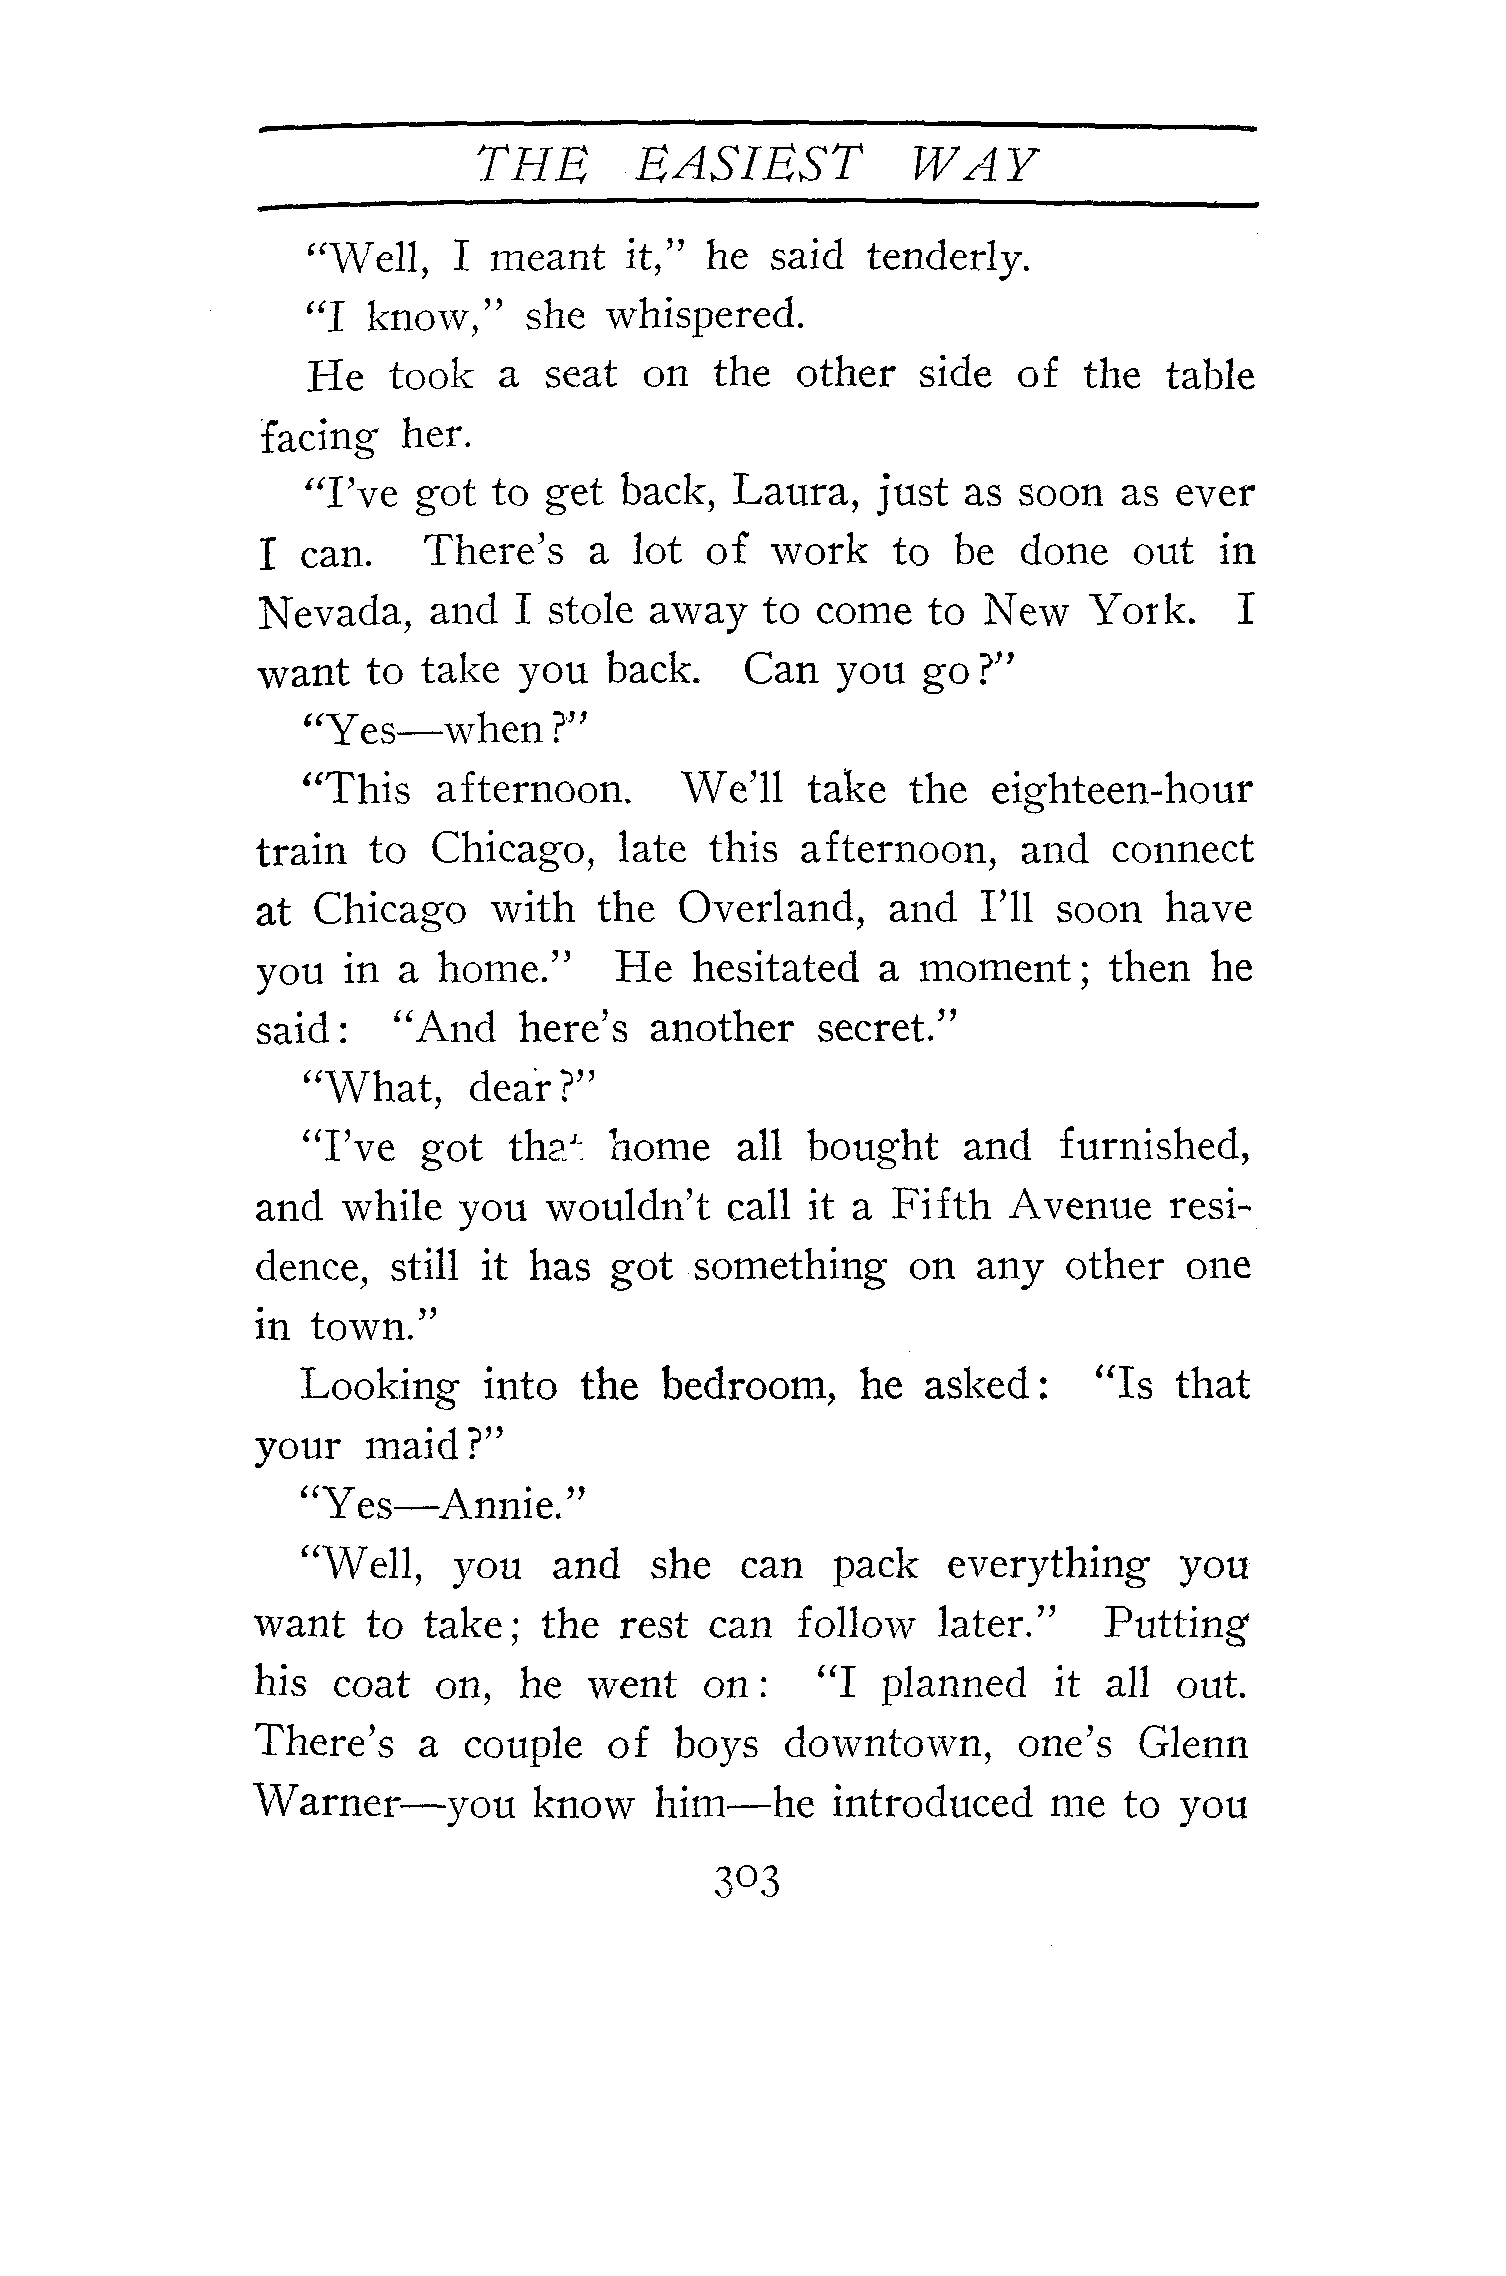 THE EASIEST WAY
“Well, I meant it,” he said tenderly.
“I know,” she whispered.
He took a seat on the other side of the table
facing her.
“I’ve got to get back, Laura, just as soon as ever
I can. There’s a lot of work to be done out in
Nevada, and I stole away to come to New York. I
want to take you back. Can you go?”
“Yes—when?”
“This afternoon. We’ll take the eighteen-hour
train to Chicago, late this afternoon, and connect
at Chicago with the Overland, and I’ll soon have
you in a home.” He hesitated a moment; then he
said: “And here’s another secret.”
“What, dear?”
“I’ve got that home all bought and furnished,
and while you wouldn’t call it a Fifth Avenue resi-
dence, still it has got something on any other one
in town.”
Looking into the bedroom, he asked: “Is that
your maid?”
“Yes—Annie.”
“Well, you and she can pack everything you
want to take; the rest can follow later.” Putting
his coat on, he went on: “I planned it all out.
There’s a couple of boys downtown, one’s Glenn
Warner—you know him—he introduced me to you
303